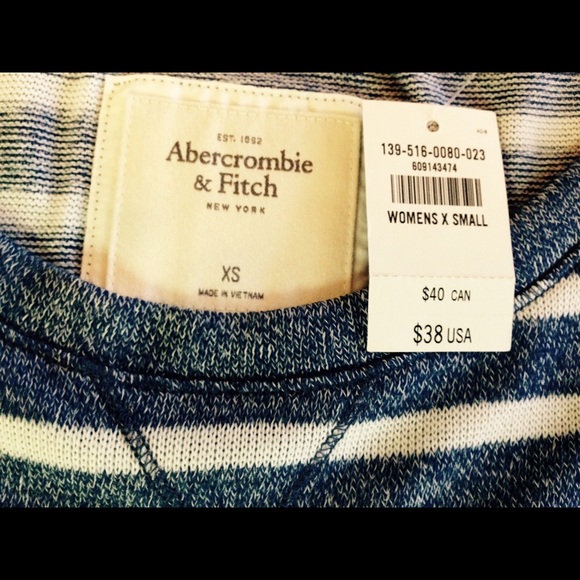 EST. 1892
Abercrombie
& Fitch
NEW YORK
XS
MADE IN VIETNAM
139-516-0080-023
609143474
WOMENS X SMALL
$40 CAN
$38 USA